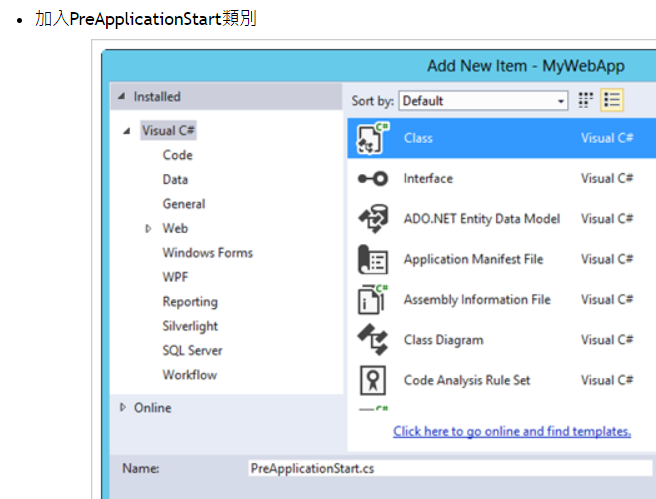 • 加入PreApplicationStart類別
Add New Item - MyWebApp
Installed
Visual C#
Code
Data
General
Web
Windows Forms
WPF
Reporting
Silverlight
SQL Server
Workflow
Online
Sort by: Default
Class Visual C#
Interface Visual C#
ADO.NET Entity Data Model Visual C#
Application Manifest File Visual C#
Assembly Information File Visual C#
Class Diagram Visual C#
Code Analysis Rule Set Visual C#
Click here to go online and find templates.
Name: PreApplicationStart.cs